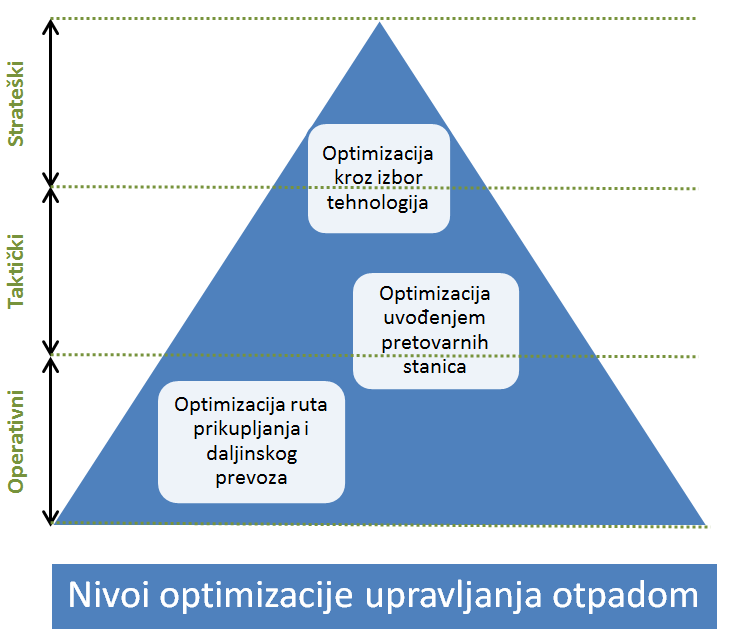 Strateški
Optimizacija
kroz izbor
tehnologija
Taktički
Optimizacija
uvođenjem
pretovarnih
stanica
Operativni
Optimizacija ruta
prikupljanja i
daljinskog
prevoza
Nivoi optimizacije upravljanja otpadom